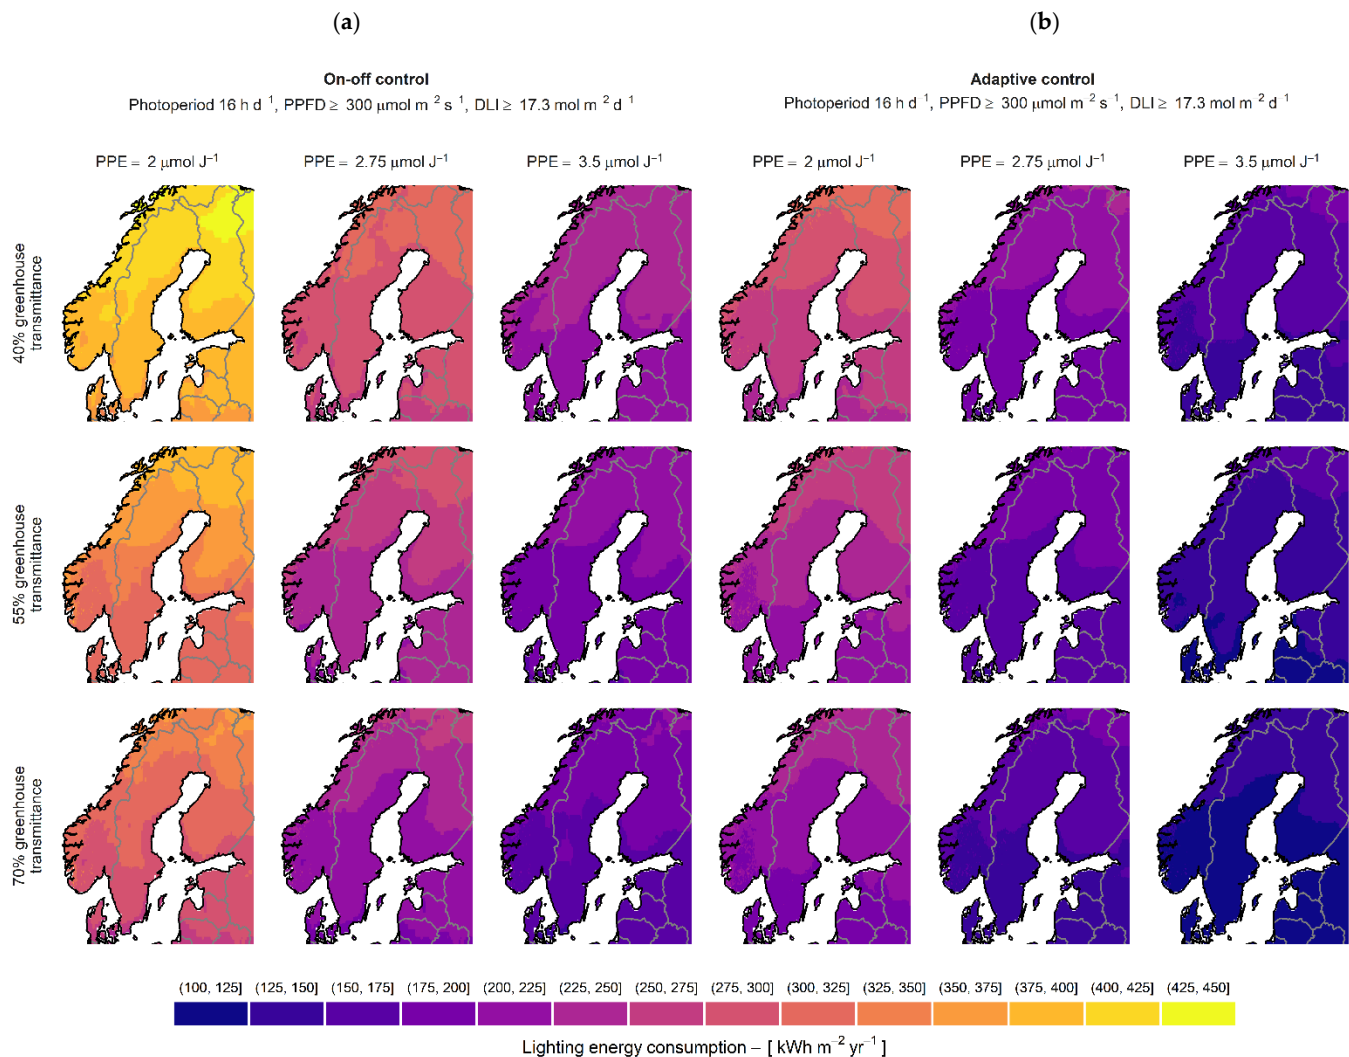 (a) (b)
On-off control Adaptive control
Photoperiod 16 h d⁻¹, PPFD ≥ 300 μmol m⁻² s⁻¹, DLI ≥ 17.3 mol m⁻² d⁻¹ Photoperiod 16 h d⁻¹, PPFD ≥ 300 μmol m⁻² s⁻¹, DLI ≥ 17.3 mol m⁻² d⁻¹
PPE = 2 μmol J⁻¹ PPE = 2.75 μmol J⁻¹ PPE = 3.5 μmol J⁻¹ PPE = 2 μmol J⁻¹ PPE = 2.75 μmol J⁻¹ PPE = 3.5 μmol J⁻¹
40% greenhouse
transmittance
55% greenhouse
transmittance
70% greenhouse
transmittance
(100, 125] (125, 150] (150, 175] (175, 200] (200, 225] (225, 250] (250, 275] (275, 300] (300, 325] (325, 350] (350, 375] (375, 400] (400, 425] (425, 450]
Lighting energy consumption – [ kWh m⁻² yr⁻¹ ]